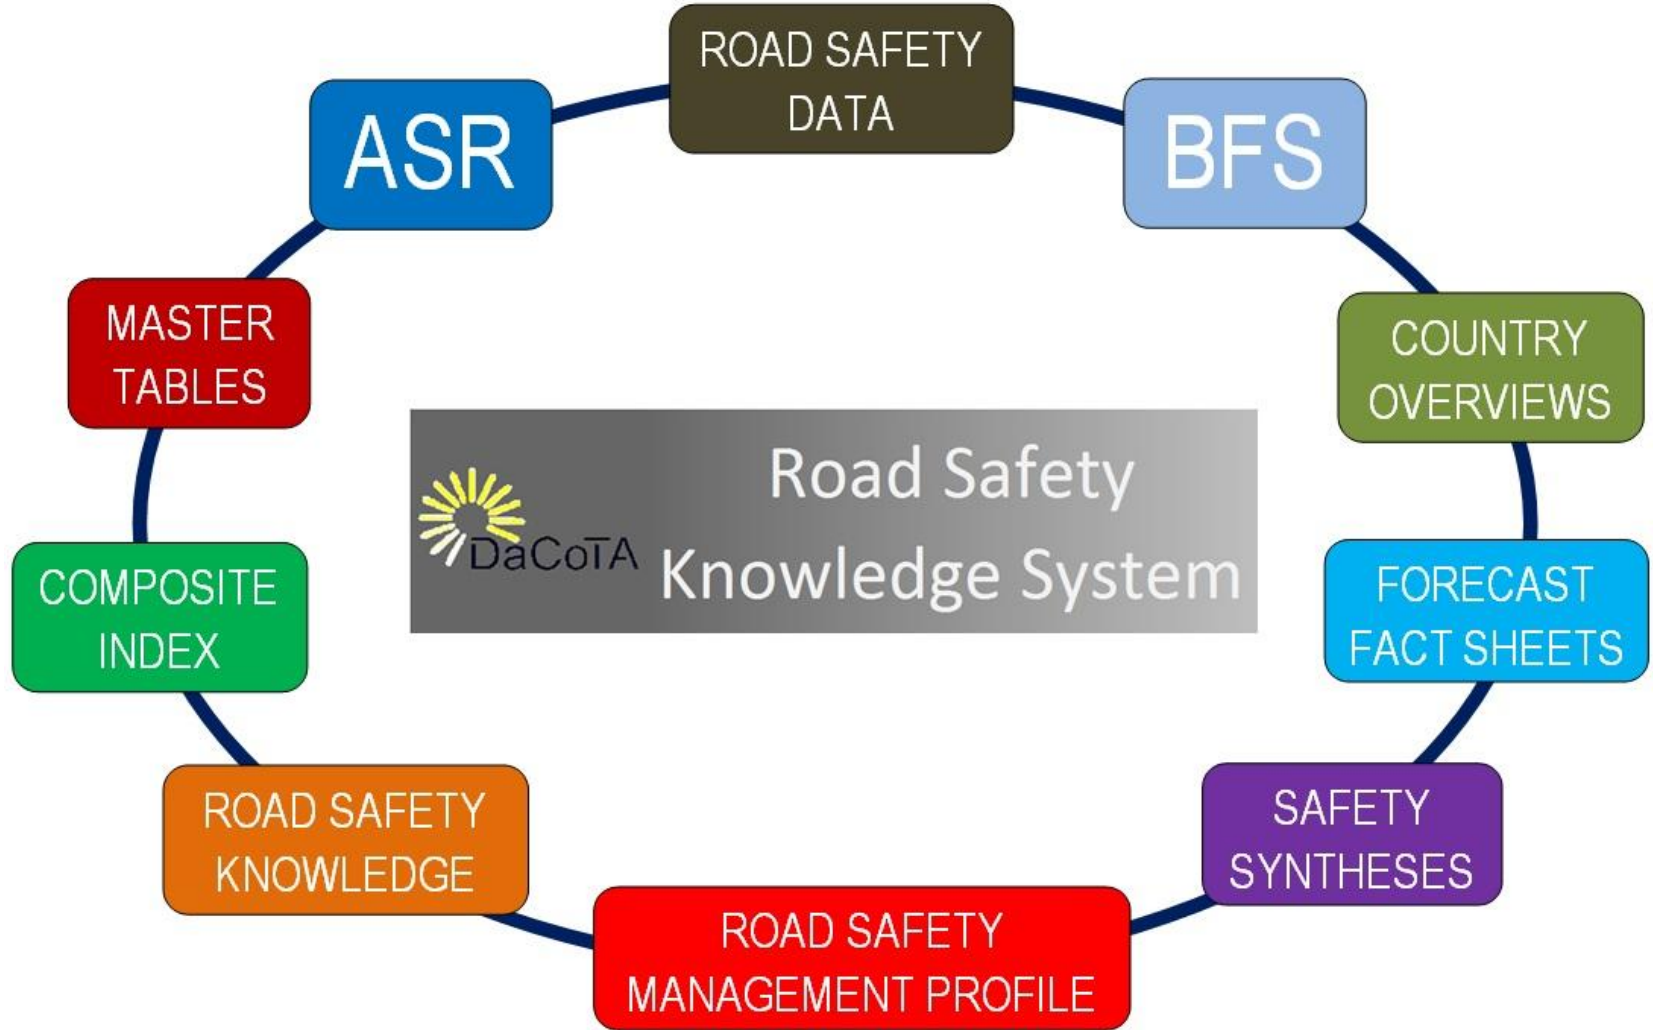 ROAD SAFETY
DATA
ASR
BFS
MASTER
TABLES
COUNTRY
OVERVIEWS
Road Safety
Knowledge System
DaCoTA
COMPOSITE
INDEX
FORECAST
FACT SHEETS
ROAD SAFETY
KNOWLEDGE
SAFETY
SYNTHESES
ROAD SAFETY
MANAGEMENT PROFILE